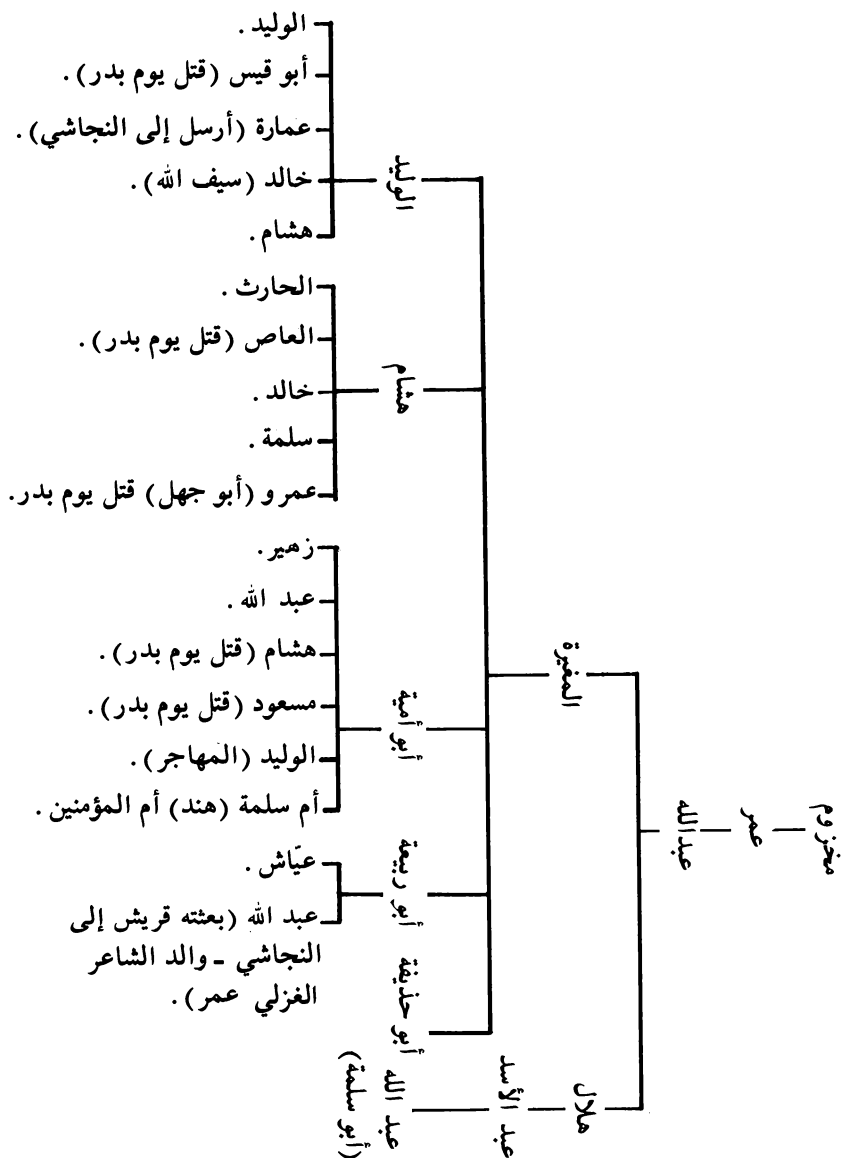 مخزوم
عمر
عبدالله
المغيرة
الوليد
الوليد.
أبو قيس (قتل يوم بدر).
عمارة (أرسل إلى النجاشي).
خالد (سيف الله).
هشام.
هشام
الحارث.
العاص (قتل يوم بدر).
خالد.
سلمة.
عمرو (أبو جهل) قتل يوم بدر.
أبو أمية
زهير.
عبد الله.
هشام (قتل يوم بدر).
مسعود (قتل يوم بدر).
الوليد (المهاجر).
أم سلمة (هند) أم المؤمنين.
أبو ربيعة
عيّاش.
عبد الله (بعثته قريش إلى
النجاشي - والد الشاعر
الغزلي عمر).
أبو حذيفة
هلال
عبد الأسد
عبد الله
(أبو سلمة)